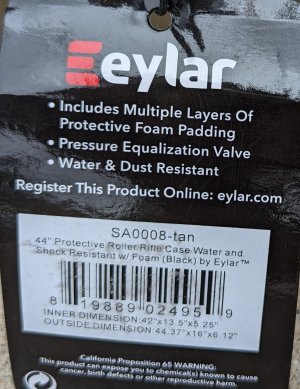 eylar
• Includes Multiple Layers Of
Protective Foam Padding
• Pressure Equalization Valve
• Water & Dust Resistant
Register This Product Online: eylar.com
SA0008-tan
44" Protective Roller Rifle Case Water and
Shock Resistant w/ Foam (Black) by Eylar™
8 19889 02495 9
INNER DIMENSION:42"x13.5"x5.25"
OUTSIDE DIMENSION 44.37"x16"x6.12"
California Proposition 65 WARNING:
This product can expose you to chemical(s) known to cause
cancer, birth defects or other reproductive harm.